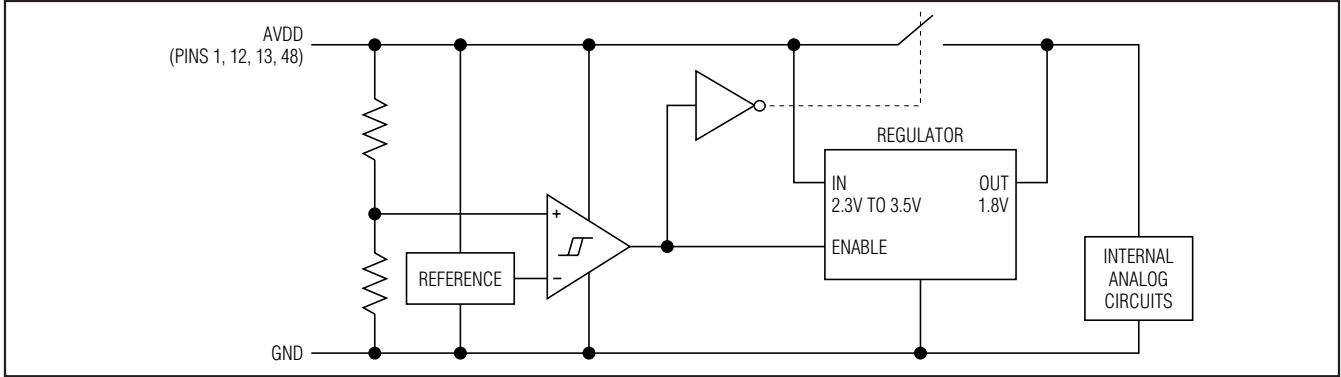 AVDD
(PINS 1, 12, 13, 48)
REGULATOR
IN
2.3V TO 3.5V
OUT
1.8V
ENABLE
+
−
REFERENCE
INTERNAL
ANALOG
CIRCUITS
GND